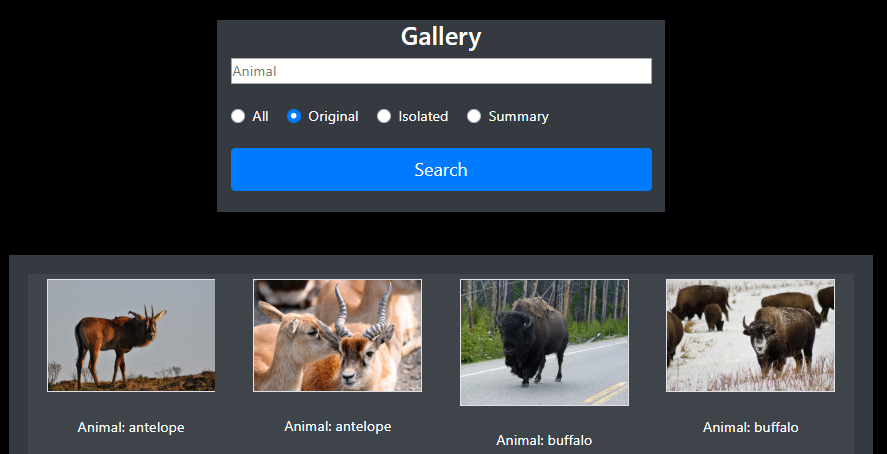 Gallery
Animal
All Original Isolated Summary
Search
Animal: antelope
Animal: antelope
Animal: buffalo
Animal: buffalo